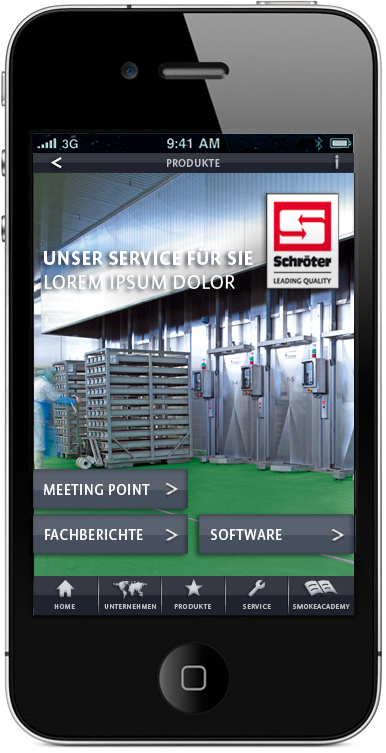 3G 9:41 AM
PRODUKTE
Schröter
LEADING QUALITY
UNSER SERVICE FÜR SIE
LOREM IPSUM DOLOR
MEETING POINT >
FACHBERICHTE >
SOFTWARE >
HOME
UNTERNEHMEN
PRODUKTE
SERVICE
SMOKEACADEMY